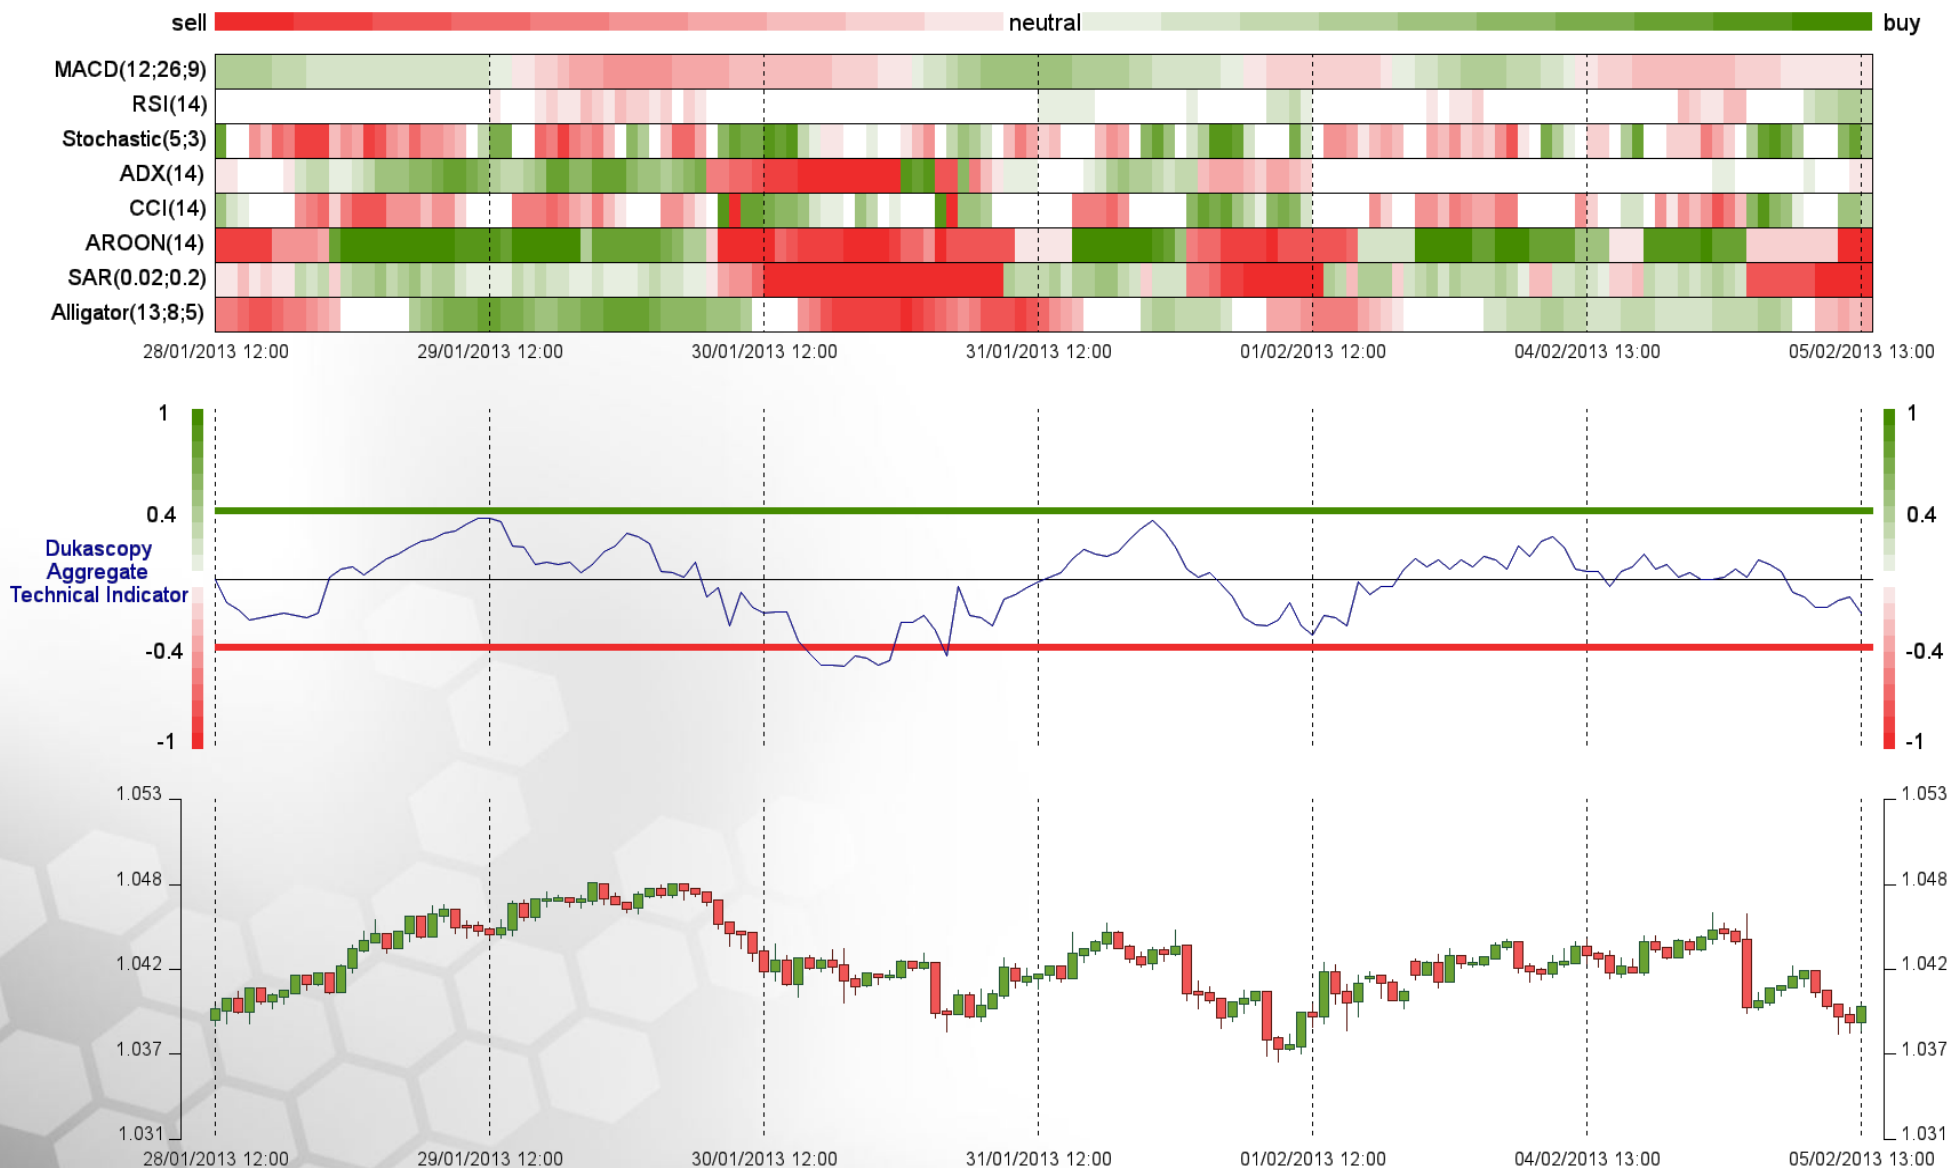 sell neutral buy
MACD(12;26;9)
RSI(14)
Stochastic(5;3)
ADX(14)
CCI(14)
AROON(14)
SAR(0.02;0.2)
Alligator(13;8;5)
28/01/2013 12:00 29/01/2013 12:00 30/01/2013 12:00 31/01/2013 12:00 01/02/2013 12:00 04/02/2013 13:00 05/02/2013 13:00
1 1
0.4 0.4
Dukascopy
Aggregate
Technical Indicator
-0.4 -0.4
-1 -1
1.053 1.053
1.048 1.048
1.042 1.042
1.037 1.037
1.031 1.031
28/01/2013 12:00 29/01/2013 12:00 30/01/2013 12:00 31/01/2013 12:00 01/02/2013 12:00 04/02/2013 13:00 05/02/2013 13:00